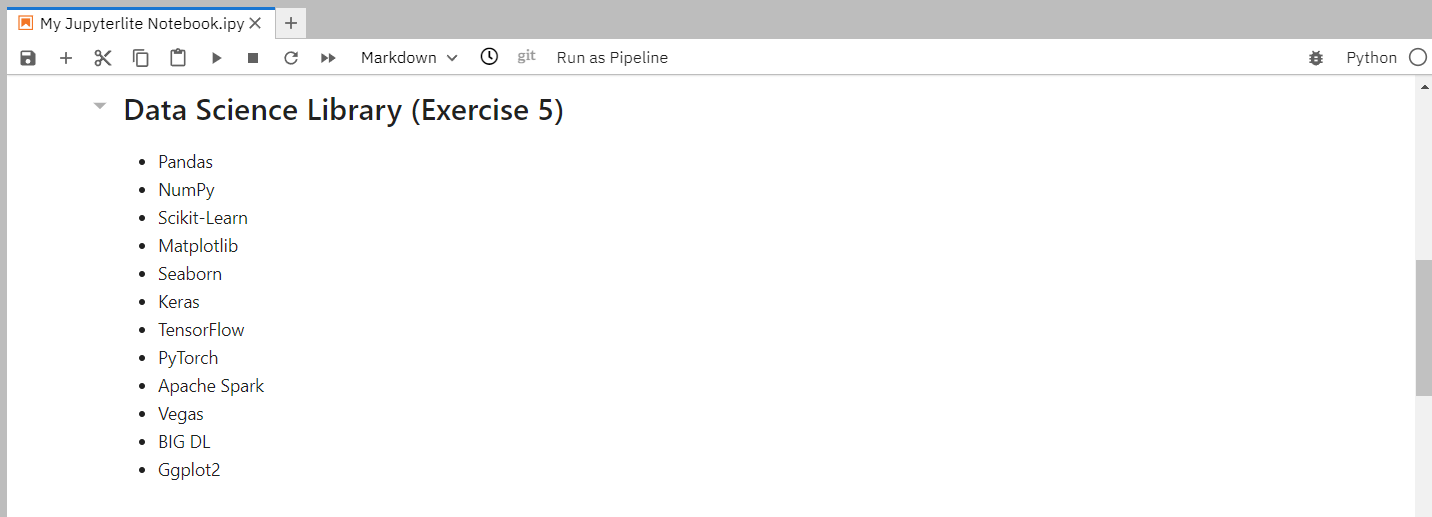 My Jupyterlite Notebook.ipy
Markdown
git
Run as Pipeline
Python
Data Science Library (Exercise 5)
• Pandas
• NumPy
• Scikit-Learn
• Matplotlib
• Seaborn
• Keras
• TensorFlow
• PyTorch
• Apache Spark
• Vegas
• BIG DL
• Ggplot2